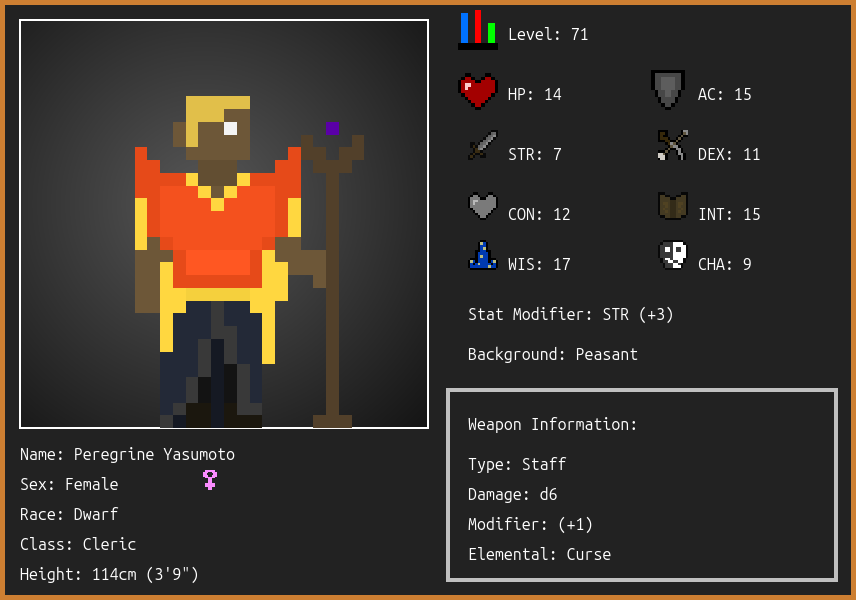 Level: 71
HP: 14
AC: 15
STR: 7
DEX: 11
CON: 12
INT: 15
WIS: 17
CHA: 9
Stat Modifier: STR (+3)
Background: Peasant
Weapon Information:
Type: Staff
Damage: d6
Modifier: (+1)
Elemental: Curse
Name: Peregrine Yasumoto
Sex: Female
Race: Dwarf
Class: Cleric
Height: 114cm (3'9")